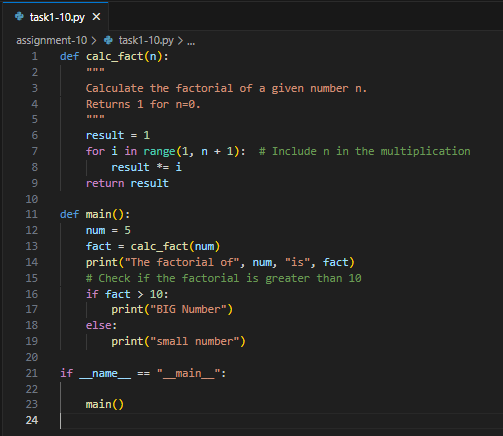 task1-10.py ×
assignment-10 > task1-10.py > ...
1 def calc_fact(n):
2     """
3     Calculate the factorial of a given number n.
4     Returns 1 for n=0.
5     """
6     result = 1
7     for i in range(1, n + 1):  # Include n in the multiplication
8         result *= i
9     return result
10
11 def main():
12     num = 5
13     fact = calc_fact(num)
14     print("The factorial of", num, "is", fact)
15     # Check if the factorial is greater than 10
16     if fact > 10:
17         print("BIG Number")
18     else:
19         print("small number")
20
21 if __name__ == "__main__":
22
23     main()
24